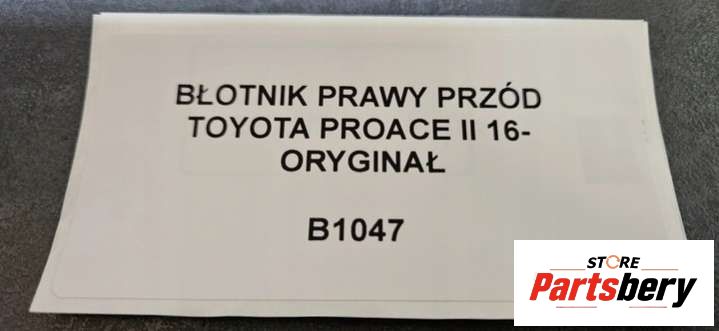 BŁOTNIK PRAWY PRZÓD
TOYOTA PROACE II 16-
ORYGINAŁ
B1047
STORE
Partsbery